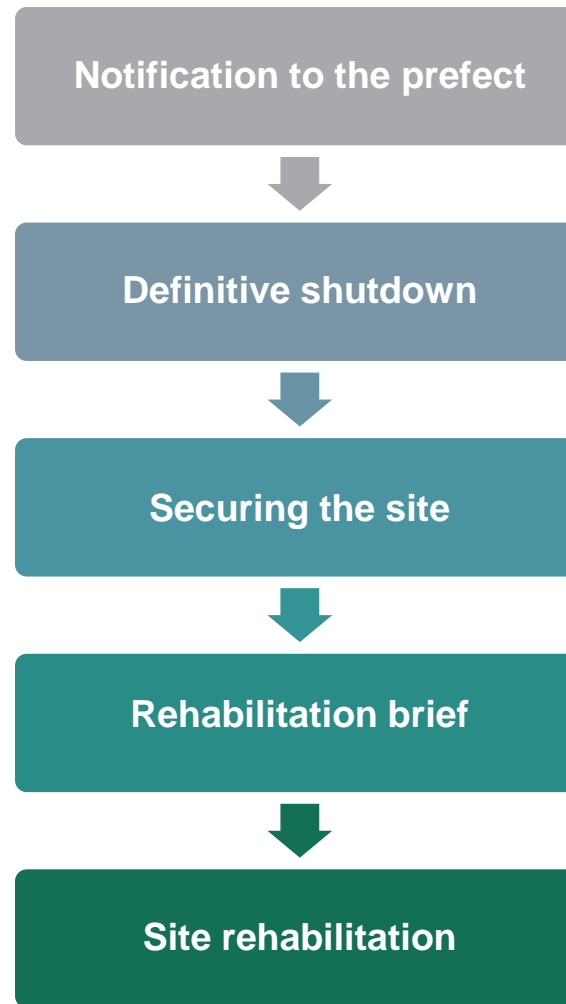 Notification to the prefect
Definitive shutdown
Securing the site
Rehabilitation brief
Site rehabilitation